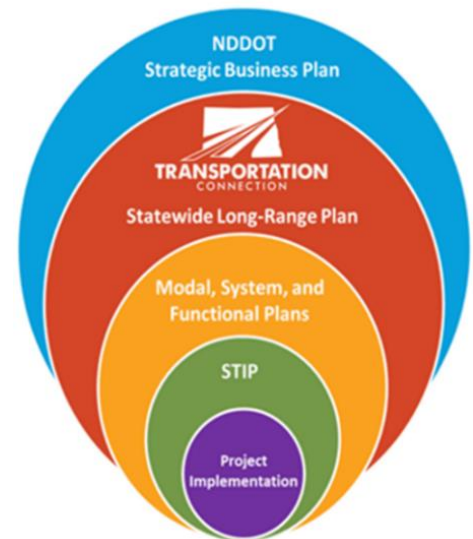 NDDOT
Strategic Business Plan
TRANSPORTATION
CONNECTION
Statewide Long-Range Plan
Modal, System, and
Functional Plans
STIP
Project
Implementation